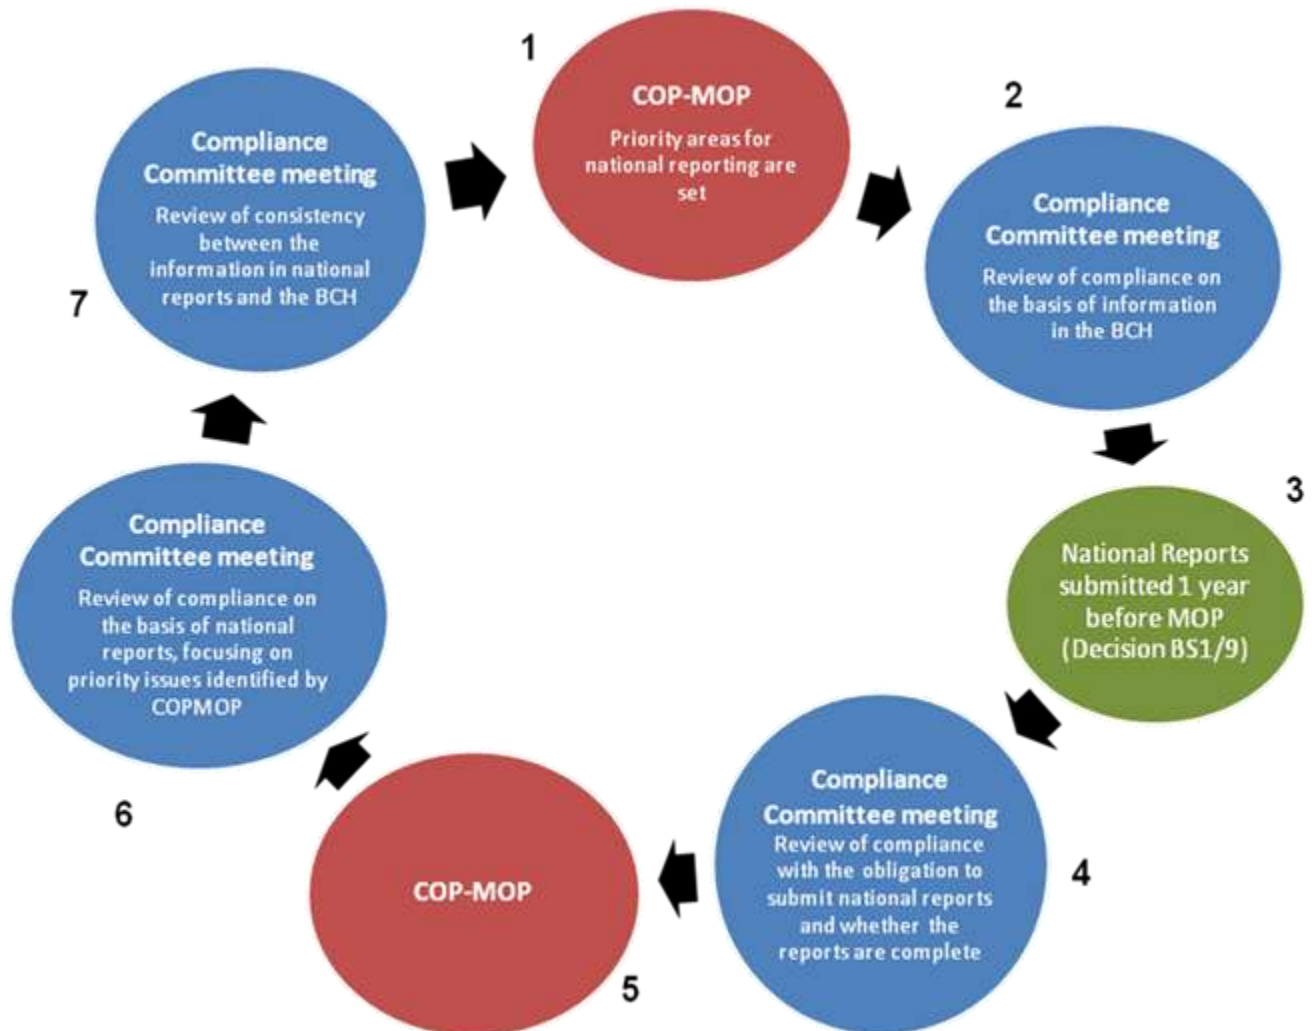 1
COP-MOP
Priority areas for
national reporting are
set
2
Compliance
Committee meeting
Review of compliance on
the basis of information
in the BCH
3
National Reports
submitted 1 year
before MOP
(Decision BS1/9)
Compliance
Committee meeting
Review of compliance
with the obligation to
submit national reports
and whether the
reports are complete
4
COP-MOP
5
Compliance
Committee meeting
Review of compliance on
the basis of national
reports, focusing on
priority issues identified by
COPMOP
6
Compliance
Committee meeting
Review of consistency
between the
information in national
reports and the BCH
7